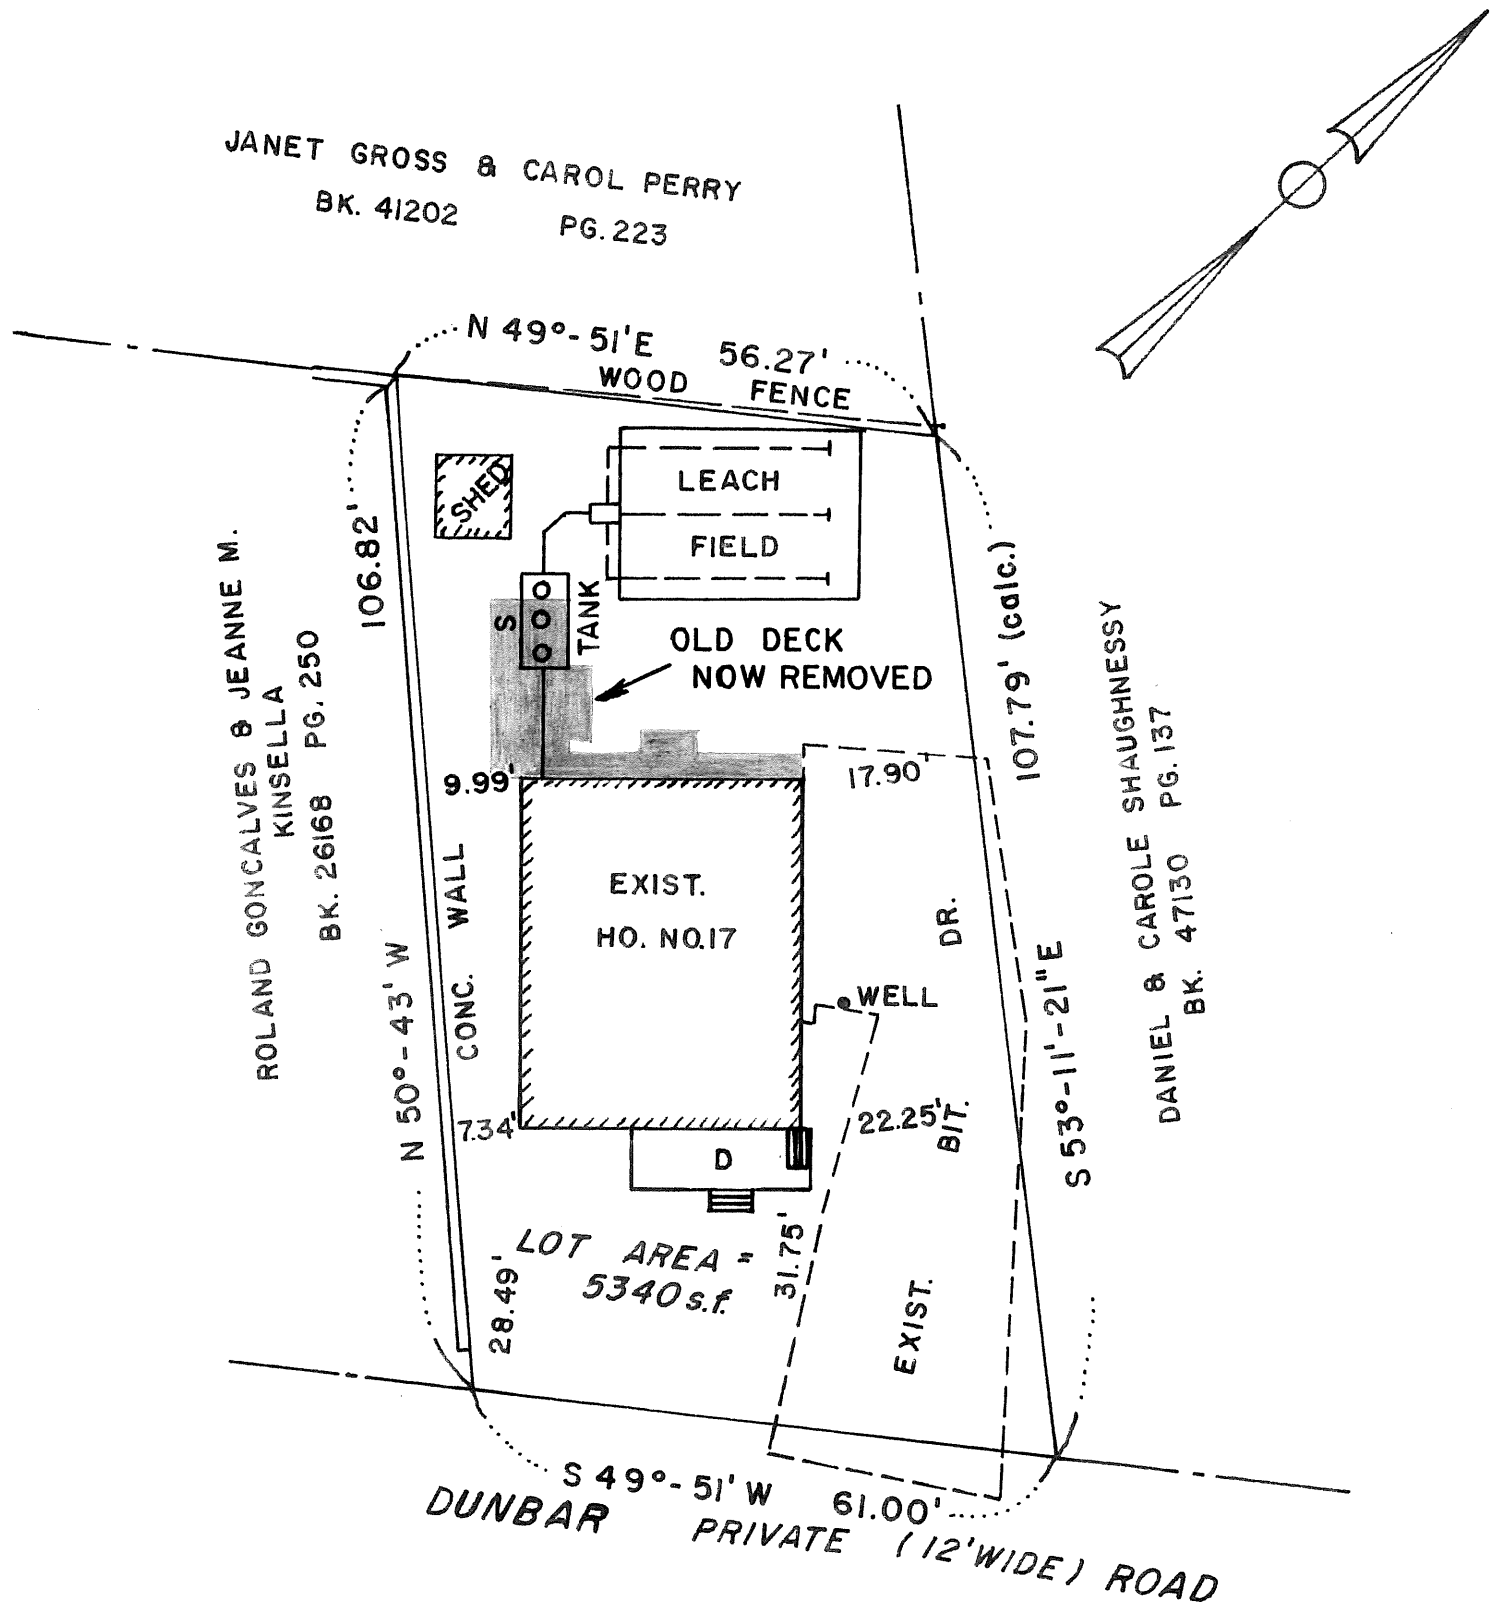 JANET GROSS & CAROL PERRY
BK. 41202 PG. 223
N 49°-51'E 56.27'
WOOD FENCE
SHED
LEACH
FIELD
S
TANK
OLD DECK
NOW REMOVED
106.82'
N 50°-43' W
ROLAND GONCALVES & JEANNE M.
KINSELLA
BK. 26168 PG. 250
CONC. WALL
9.99'
17.90'
EXIST.
HO. NO.17
WELL
7.34'
22.25'
D
EXIST. BIT. DR.
107.79' (calc.)
S 53°-11'-21"E
DANIEL & CAROLE SHAUGHNESSY
BK. 47130 PG. 137
LOT AREA =
5340 s.f.
28.49'
31.75'
S 49°-51' W 61.00'
DUNBAR PRIVATE (12'WIDE) ROAD